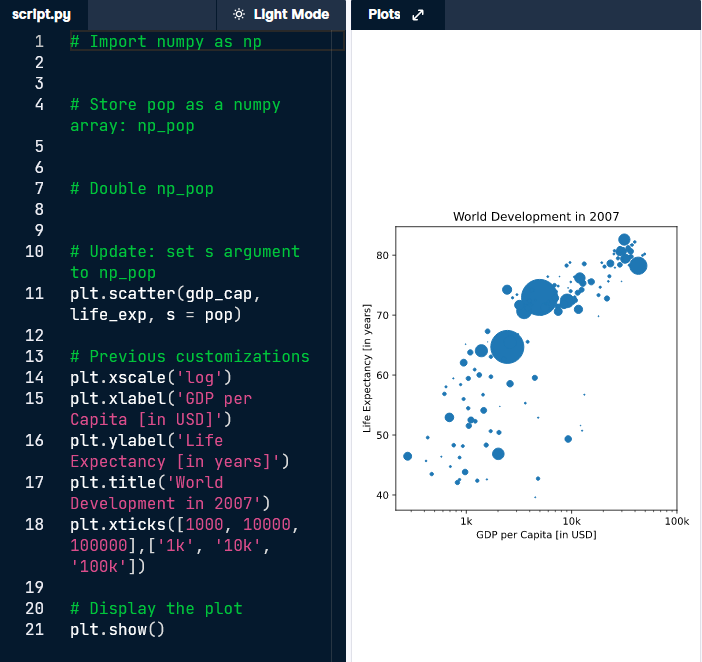 script.py
Light Mode
Plots
1 # Import numpy as np
2
3
4 # Store pop as a numpy
array: np_pop
5
6
7 # Double np_pop
8
9
10 # Update: set s argument
to np_pop
11 plt.scatter(gdp_cap,
life_exp, s = pop)
12
13 # Previous customizations
14 plt.xscale('log')
15 plt.xlabel('GDP per
Capita [in USD]')
16 plt.ylabel('Life
Expectancy [in years]')
17 plt.title('World
Development in 2007')
18 plt.xticks([1000, 10000,
100000],['1k', '10k',
'100k'])
19
20 # Display the plot
21 plt.show()
World Development in 2007
Life Expectancy [in years]
80
70
60
50
40
1k 10k 100k
GDP per Capita [in USD]